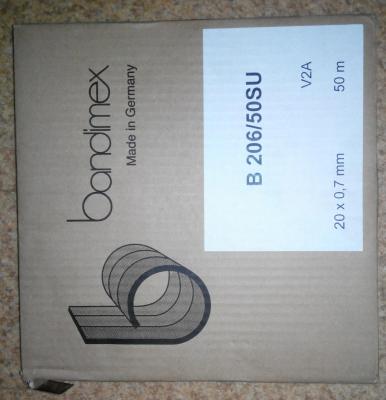 bandimex
Made in Germany
B 206/50SU
V2A
20 x 0,7 mm 50 m